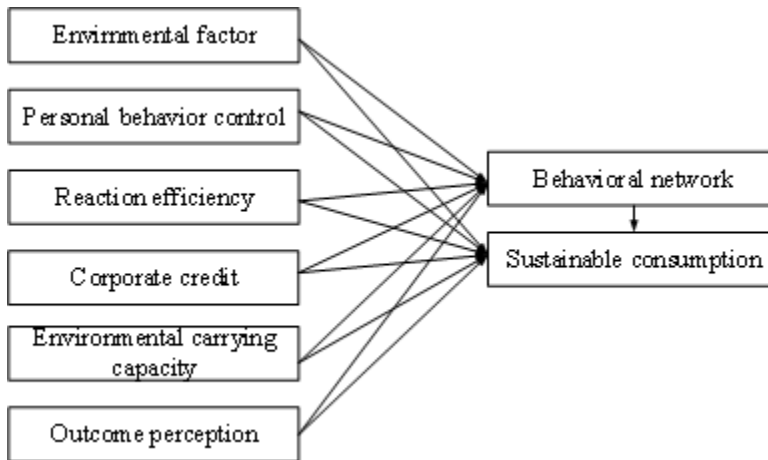 Envirnmental factor
Personal behavior control
Reaction efficiency
Corporate credit
Environmental carrying
capacity
Outcome perception
Behavioral network
Sustainable consumption